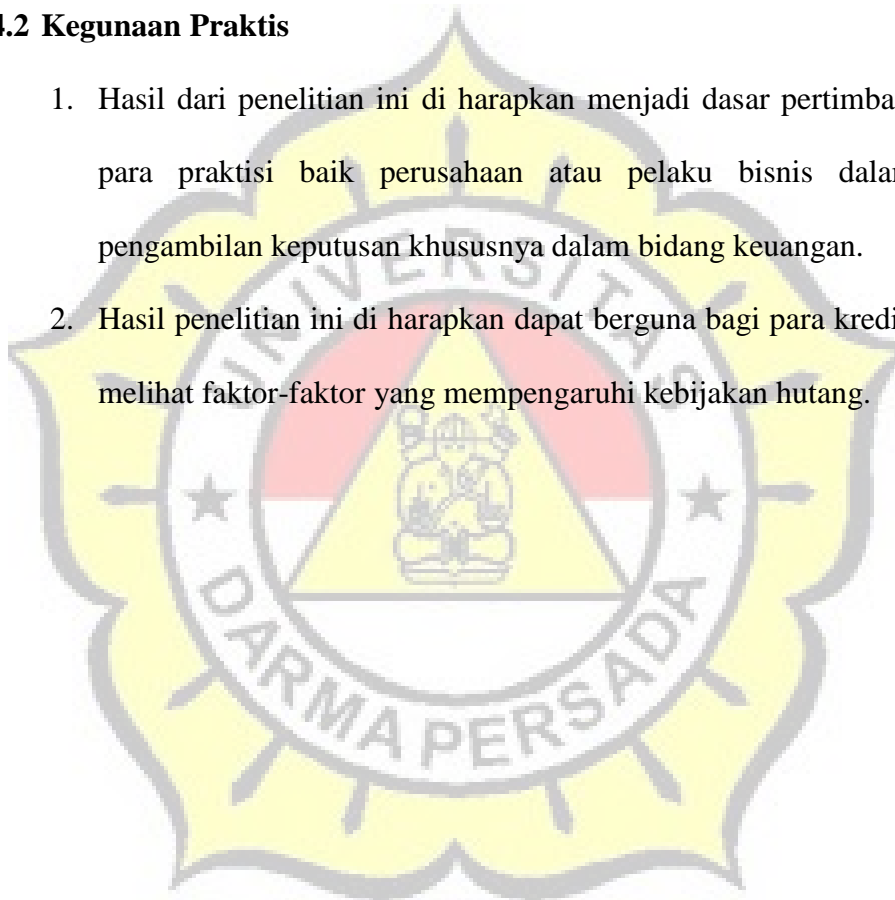 4.2 Kegunaan Praktis
1. Hasil dari penelitian ini di harapkan menjadi dasar pertimba
para praktisi baik perusahaan atau pelaku bisnis dalam
pengambilan keputusan khususnya dalam bidang keuangan.
2. Hasil penelitian ini di harapkan dapat berguna bagi para kredi
melihat faktor-faktor yang mempengaruhi kebijakan hutang.
UNIVERSITAS
DARMA PERSADA